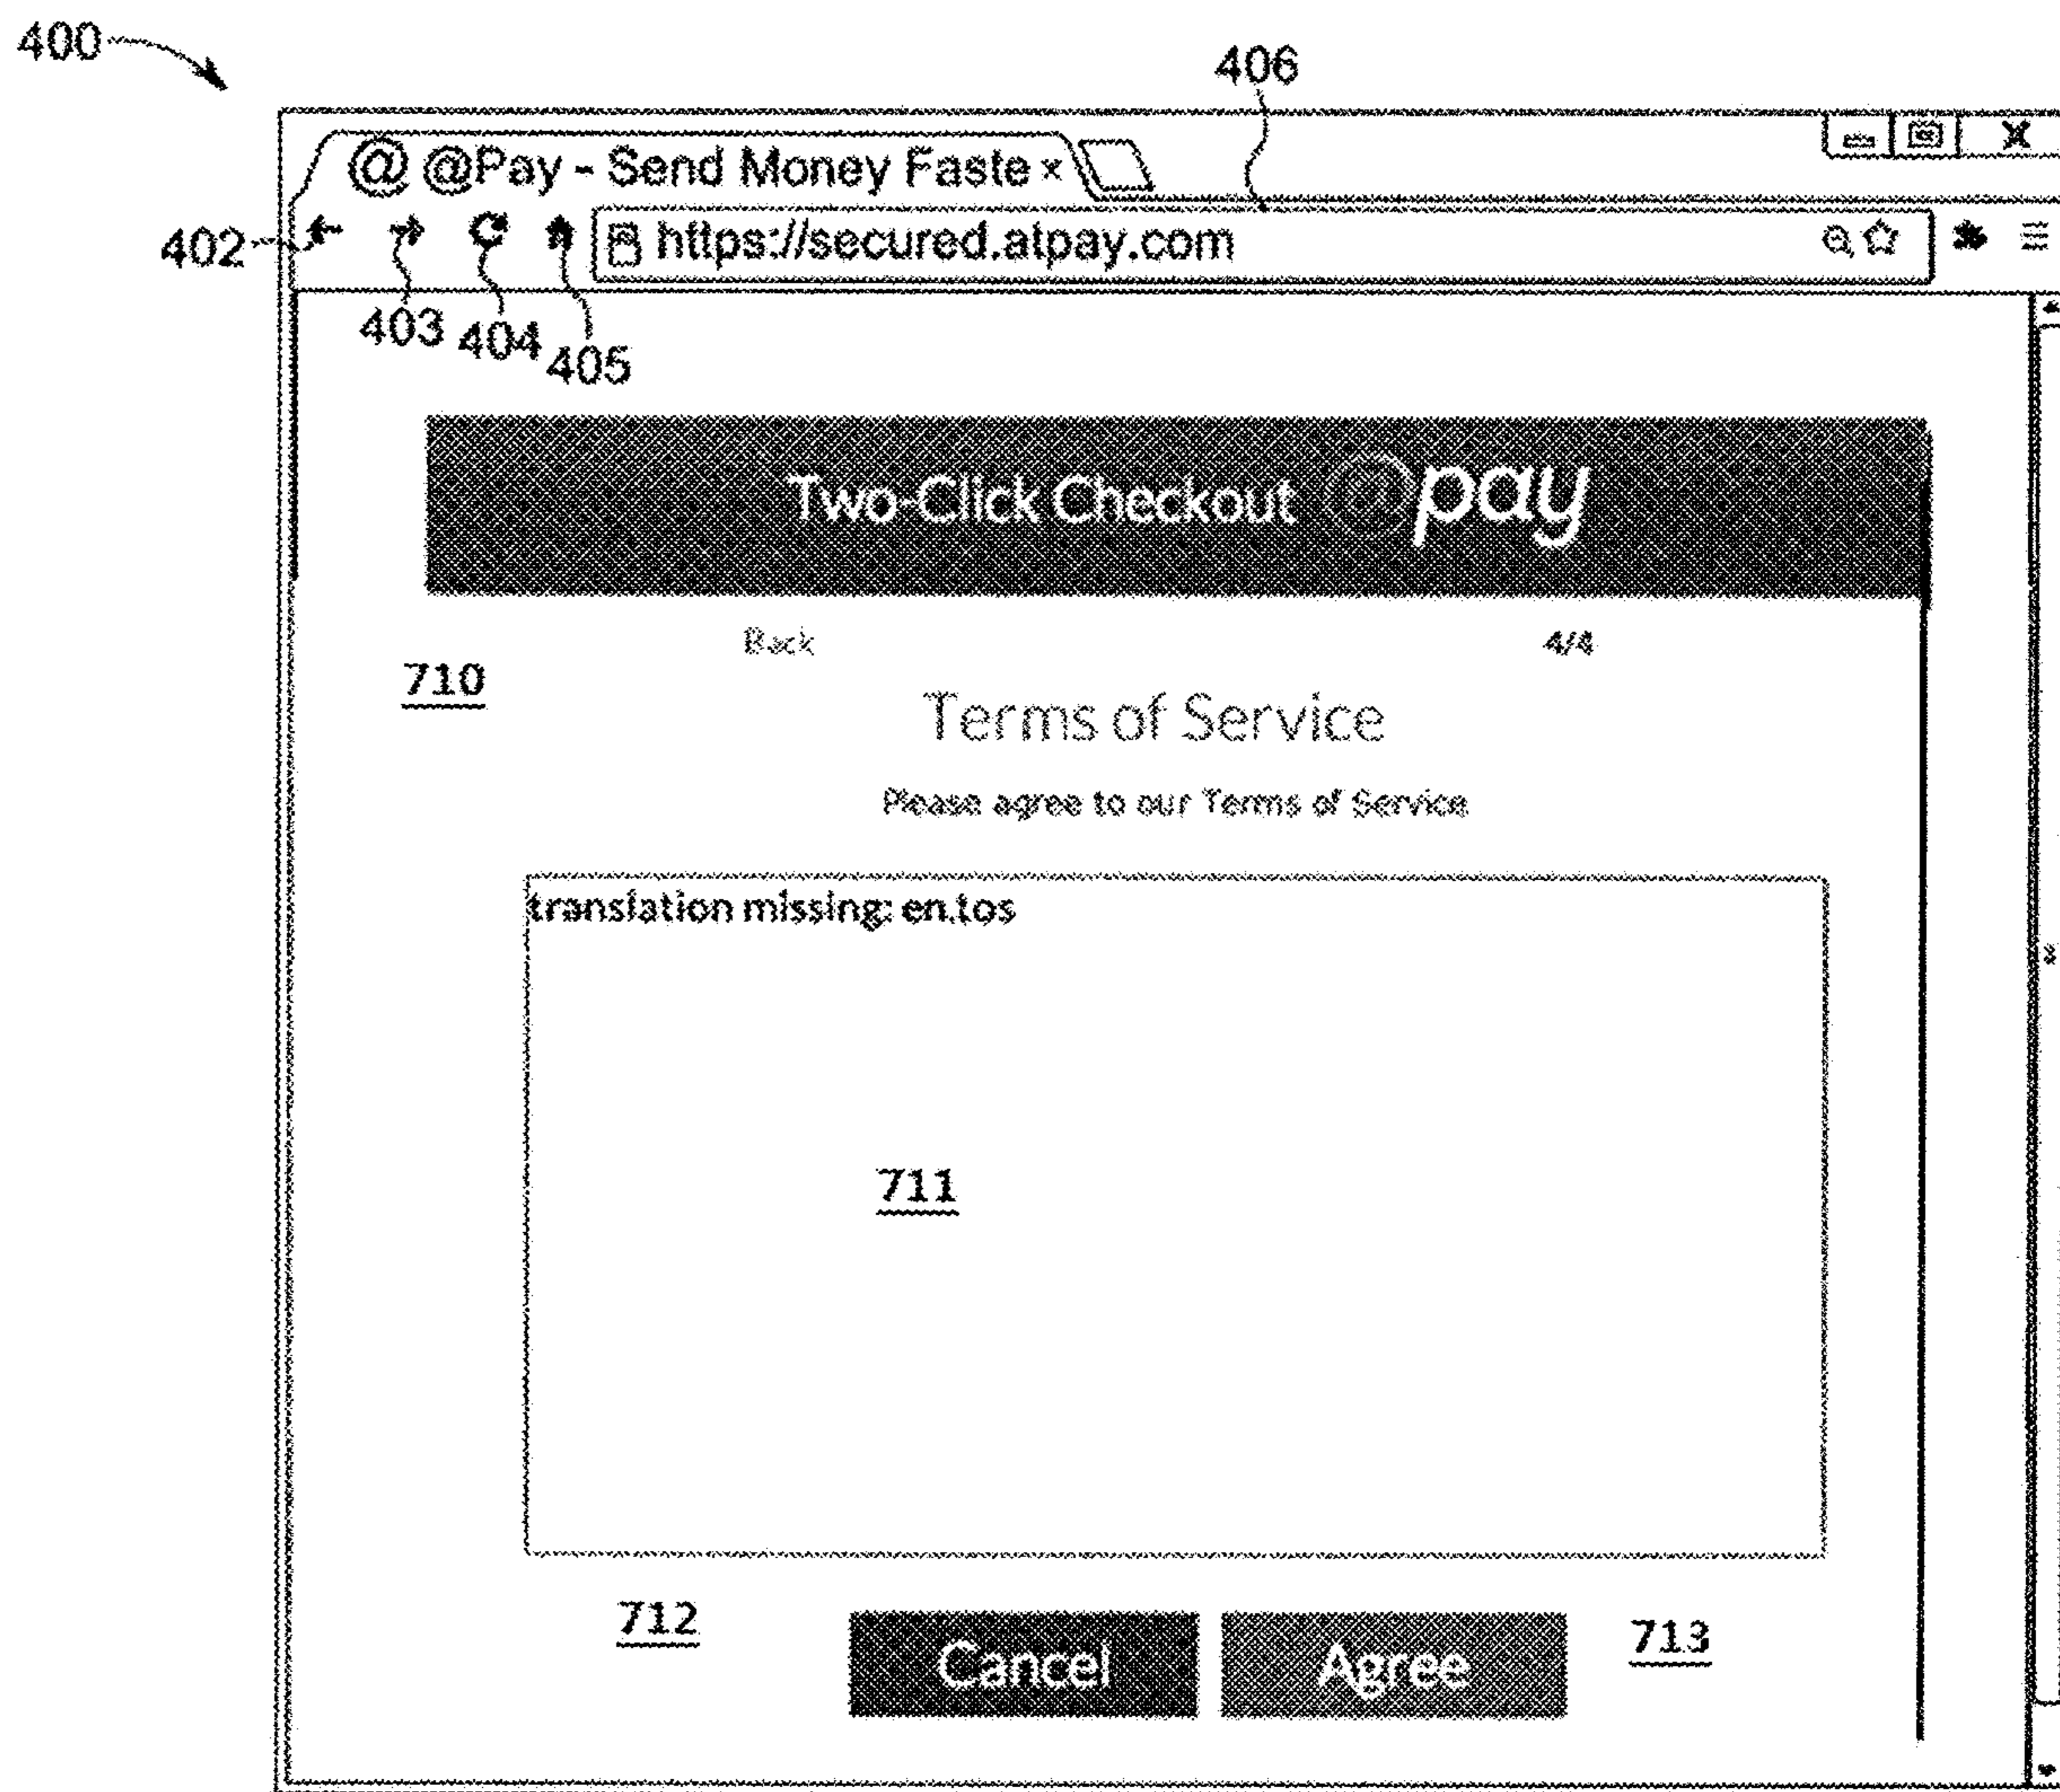 400
406
@ @Pay - Send Money Faste ×
402
https://secured.atpay.com
403 404 405
Two-Click Checkout @pay
Back 4/4
710
Terms of Service
Please agree to our Terms of Service
translation missing: en.tos
711
712 713
Cancel Agree